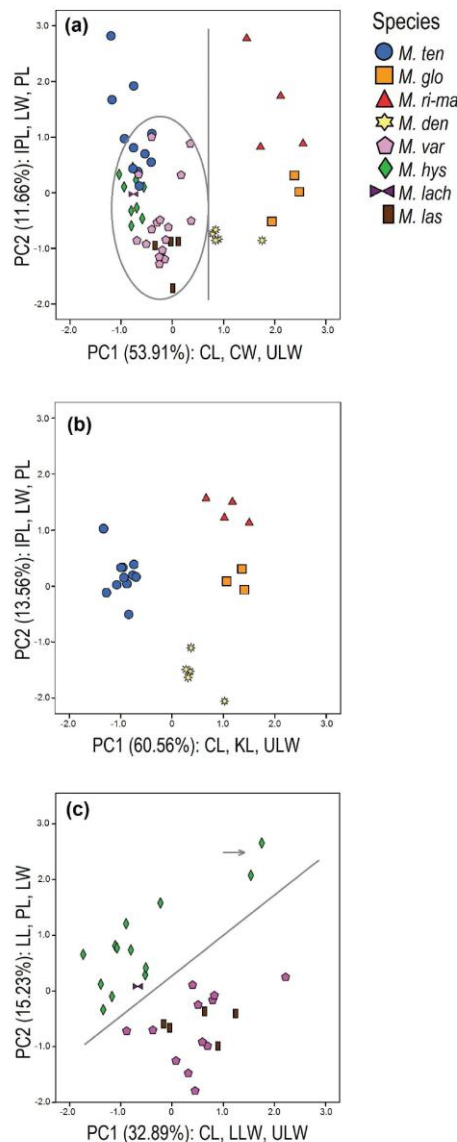 Species
M. ten
M. glo
M. ri-ma
M. den
M. var
M. hys
M. lach
M. las
(a)
3.0
2.0
1.0
0
-1.0
-2.0
PC2 (11.66%): IPL, LW, PL
-1.0 0 1.0 2.0 3.0
PC1 (53.91%): CL, CW, ULW
(b)
3.0
2.0
1.0
0
-1.0
-2.0
PC2 (13.56%): IPL, LW, PL
-2.0 -1.0 0 1.0 2.0 3.0
PC1 (60.56%): CL, KL, ULW
(c)
3.0
2.0
1.0
0
-1.0
-2.0
PC2 (15.23%): LL, PL, LW
-2.0 -1.0 0 1.0 2.0 3.0
PC1 (32.89%): CL, LLW, ULW